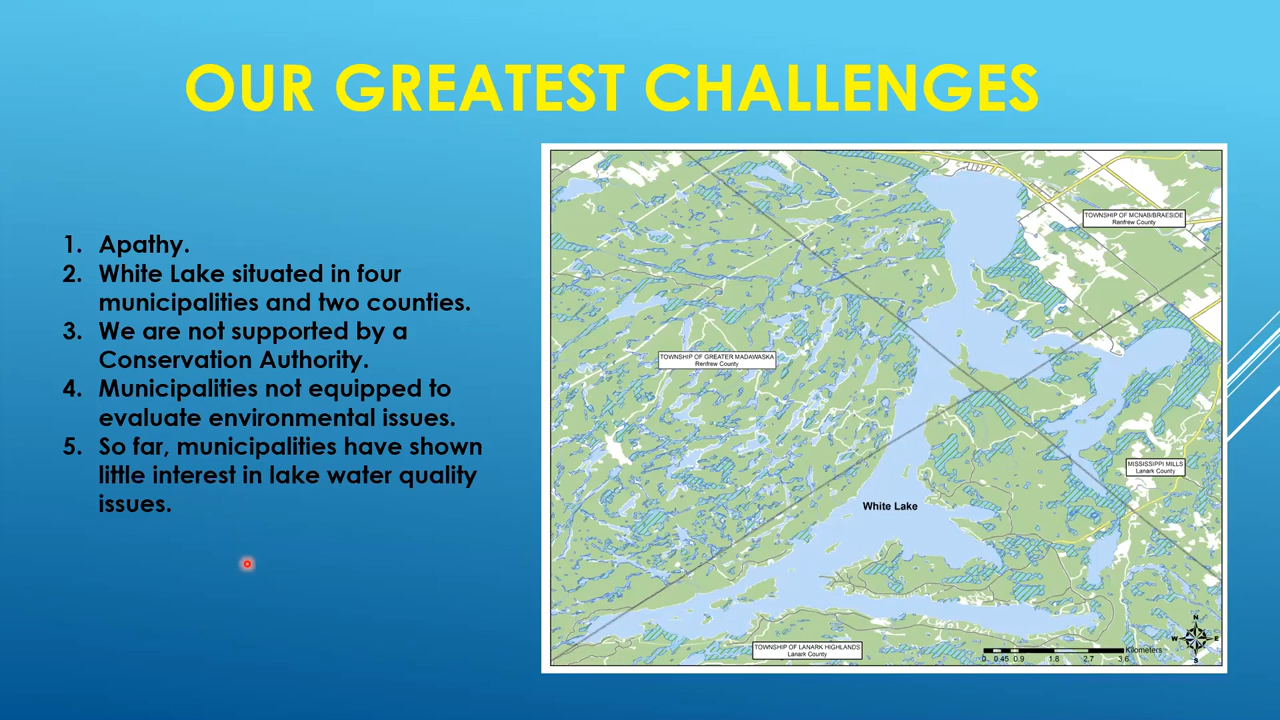 OUR GREATEST CHALLENGES
1. Apathy.
2. White Lake situated in four
municipalities and two counties.
3. We are not supported by a
Conservation Authority.
4. Municipalities not equipped to
evaluate environmental issues.
5. So far, municipalities have shown
little interest in lake water quality
issues.
TOWNSHIP OF MCNAB/BRAESIDE
Renfrew County
TOWNSHIP OF GREATER MADAWASKA
Renfrew County
MISSISSIPPI MILLS
Lanark County
White Lake
TOWNSHIP OF LANARK HIGHLANDS
Lanark County
N
W E
S
Kilometers
0 0.45 0.9 1.8 2.7 3.6